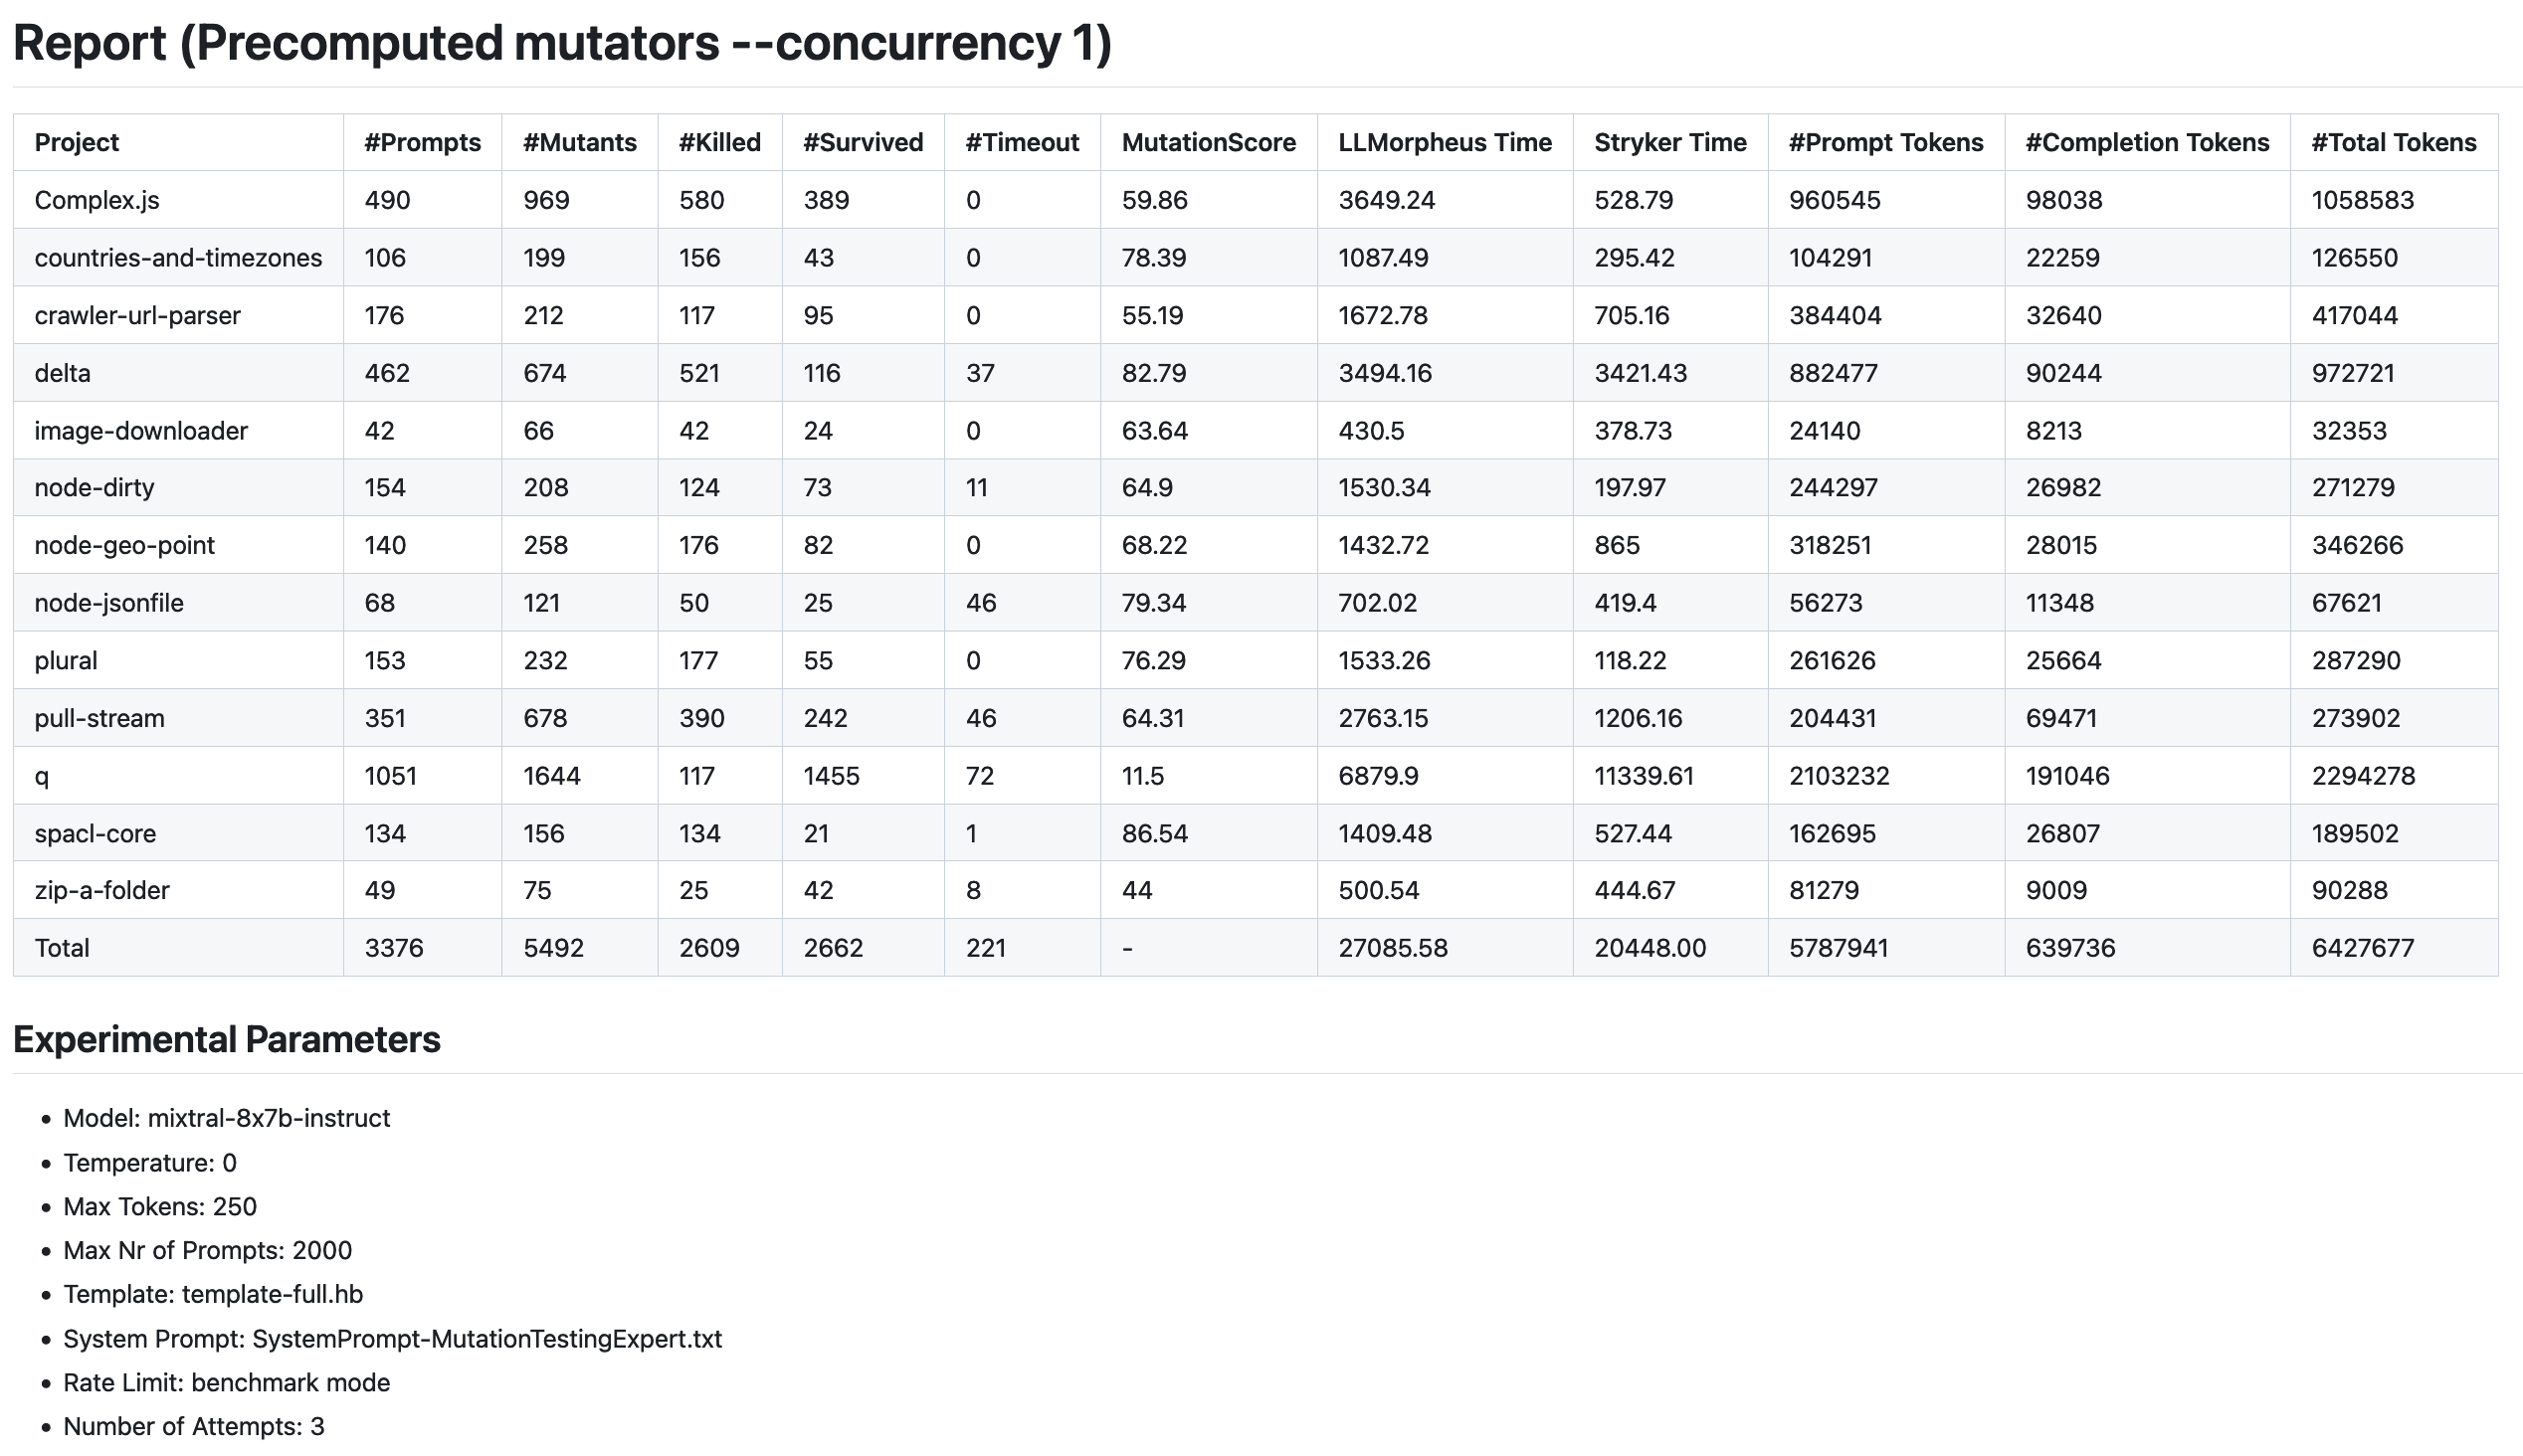 Report (Precomputed mutators --concurrency 1)
Project #Prompts #Mutants #Killed #Survived #Timeout MutationScore LLMorpheus Time Stryker Time #Prompt Tokens #Completion Tokens #Total Tokens
Complex.js 490 969 580 389 0 59.86 3649.24 528.79 960545 98038 1058583
countries-and-timezones 106 199 156 43 0 78.39 1087.49 295.42 104291 22259 126550
crawler-url-parser 176 212 117 95 0 55.19 1672.78 705.16 384404 32640 417044
delta 462 674 521 116 37 82.79 3494.16 3421.43 882477 90244 972721
image-downloader 42 66 42 24 0 63.64 430.5 378.73 24140 8213 32353
node-dirty 154 208 124 73 11 64.9 1530.34 197.97 244297 26982 271279
node-geo-point 140 258 176 82 0 68.22 1432.72 865 318251 28015 346266
node-jsonfile 68 121 50 25 46 79.34 702.02 419.4 56273 11348 67621
plural 153 232 177 55 0 76.29 1533.26 118.22 261626 25664 287290
pull-stream 351 678 390 242 46 64.31 2763.15 1206.16 204431 69471 273902
q 1051 1644 117 1455 72 11.5 6879.9 11339.61 2103232 191046 2294278
spacl-core 134 156 134 21 1 86.54 1409.48 527.44 162695 26807 189502
zip-a-folder 49 75 25 42 8 44 500.54 444.67 81279 9009 90288
Total 3376 5492 2609 2662 221 - 27085.58 20448.00 5787941 639736 6427677
Experimental Parameters
• Model: mixtral-8x7b-instruct
• Temperature: 0
• Max Tokens: 250
• Max Nr of Prompts: 2000
• Template: template-full.hb
• System Prompt: SystemPrompt-MutationTestingExpert.txt
• Rate Limit: benchmark mode
• Number of Attempts: 3